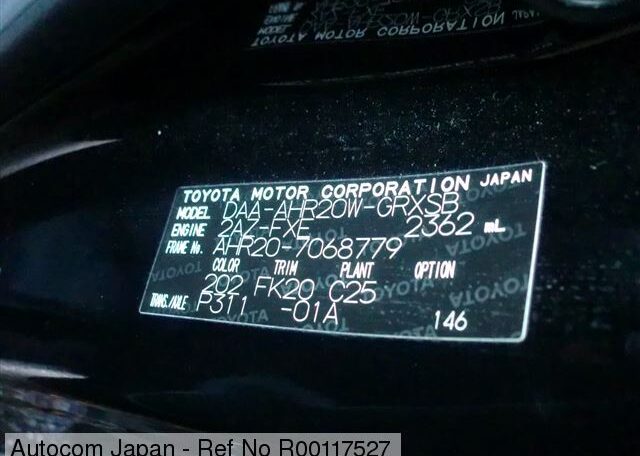 TOYOTA MOTOR CORPORATION JAPAN
MODEL DAA-AHR20W-GRXSB
ENGINE 2AZ-FXE 2362 mL
FRAME No. AHR20-7068779
COLOR TRIM PLANT OPTION
202 FK20 C25
TRANS./AXLE P3T1 -01A
146
Autocom Japan - Ref No R00117527